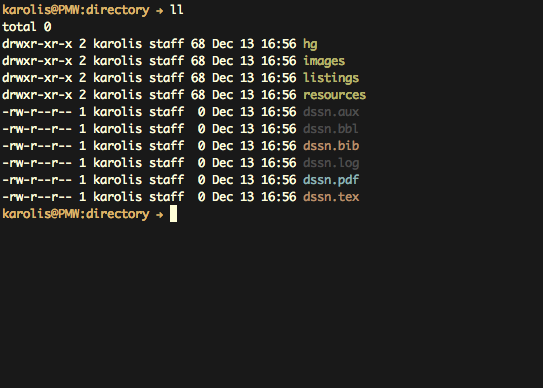 karolis@PMW:directory → ll
total 0
drwxr-xr-x 2 karolis staff 68 Dec 13 16:56 hg
drwxr-xr-x 2 karolis staff 68 Dec 13 16:56 images
drwxr-xr-x 2 karolis staff 68 Dec 13 16:56 listings
drwxr-xr-x 2 karolis staff 68 Dec 13 16:56 resources
-rw-r--r-- 1 karolis staff  0 Dec 13 16:56 dssn.aux
-rw-r--r-- 1 karolis staff  0 Dec 13 16:56 dssn.bbl
-rw-r--r-- 1 karolis staff  0 Dec 13 16:56 dssn.bib
-rw-r--r-- 1 karolis staff  0 Dec 13 16:56 dssn.log
-rw-r--r-- 1 karolis staff  0 Dec 13 16:56 dssn.pdf
-rw-r--r-- 1 karolis staff  0 Dec 13 16:56 dssn.tex
karolis@PMW:directory →